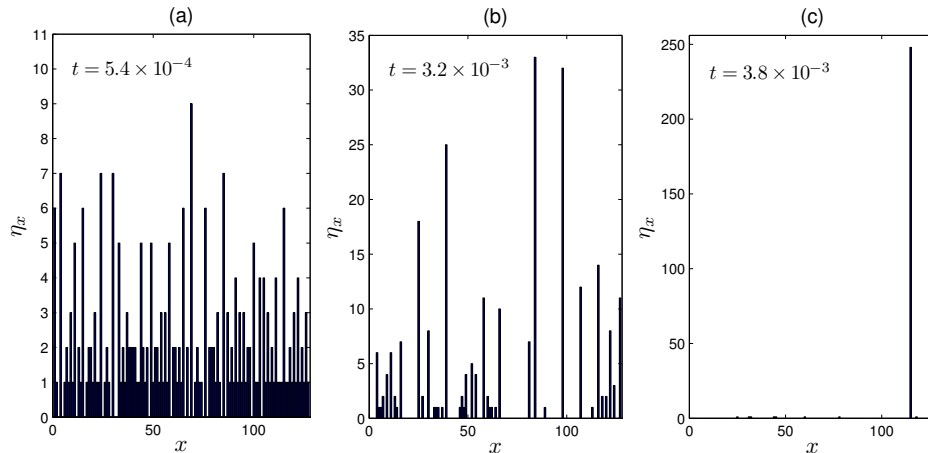 (a)
(b)
(c)
11
10
9
8
7
6
5
4
3
2
1
0
η_x
t = 5.4 × 10⁻⁴
0
50
100
x
35
30
25
20
15
10
5
0
η_x
t = 3.2 × 10⁻³
0
50
100
x
250
200
150
100
50
0
η_x
t = 3.8 × 10⁻³
0
50
100
x